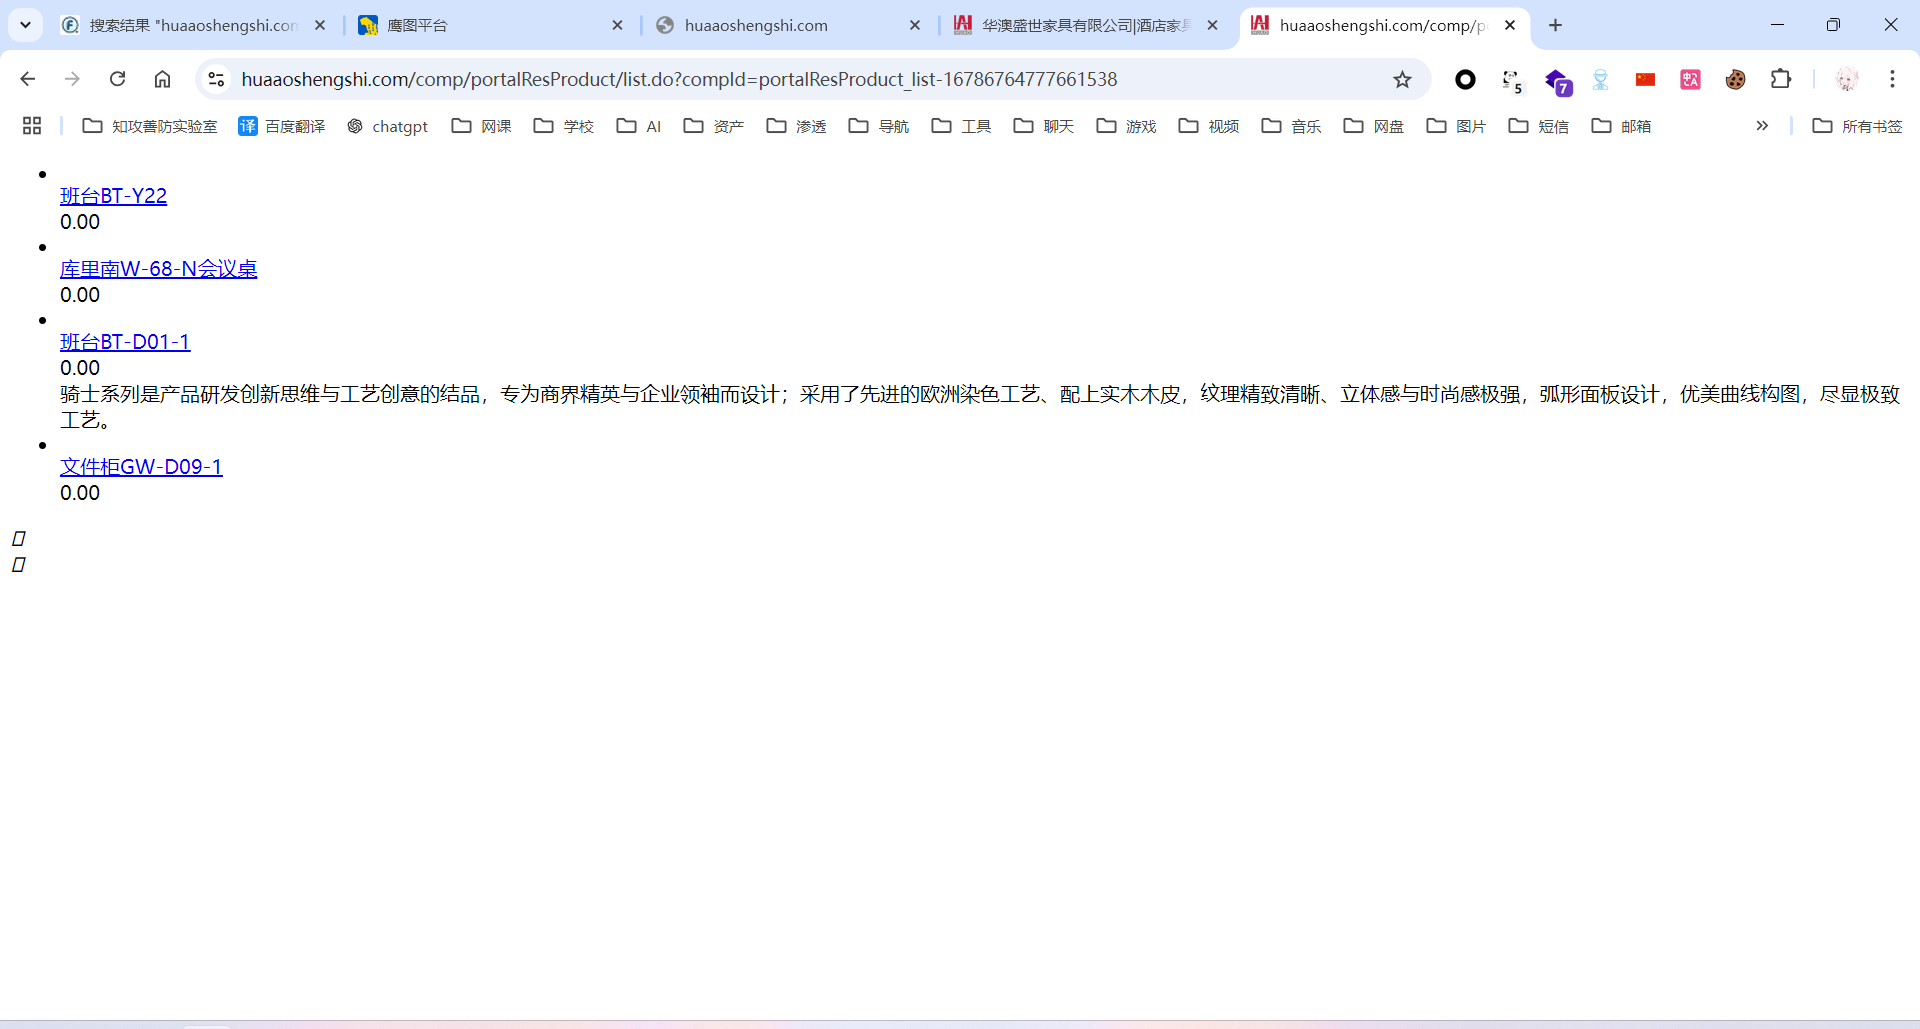 搜索结果 "huaaoshengshi.com
鹰图平台
huaaoshengshi.com
华澳盛世家具有限公司|酒店家具
huaaoshengshi.com/comp/po
huaaoshengshi.com/comp/portalResProduct/list.do?compId=portalResProduct_list-16786764777661538
5
7
知攻善防实验室
译 百度翻译
chatgpt
网课
学校
AI
资产
渗透
导航
工具
聊天
游戏
视频
音乐
网盘
图片
短信
邮箱
所有书签
班台BT-Y22
0.00
库里南W-68-N会议桌
0.00
班台BT-D01-1
0.00
骑士系列是产品研发创新思维与工艺创意的结品，专为商界精英与企业领袖而设计；采用了先进的欧洲染色工艺、配上实木木皮，纹理精致清晰、立体感与时尚感极强，弧形面板设计，优美曲线构图，尽显极致
工艺。
文件柜GW-D09-1
0.00